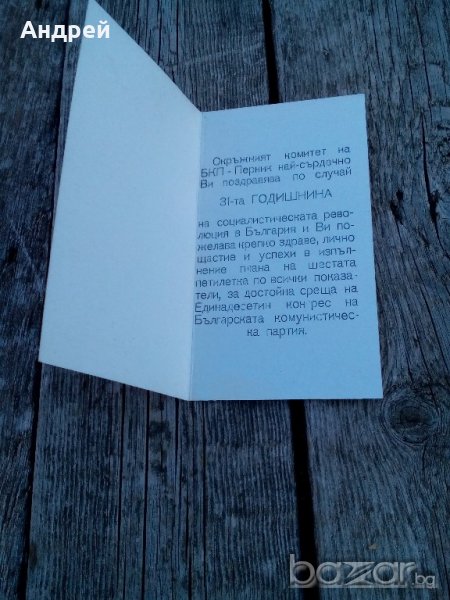 Андрей
Окръжният комитет на
БКП - Перник най-сърдечно
Ви поздравява по случай
31-та ГОДИШНИНА
на социалистическата рево-
люция в България и Ви по-
желава крепко здраве, лично
щастие и успехи в изпъл-
нение плана на шестата
петилетка по всички показа-
тели, за достойна среща на
Единадесетия конгрес на
Българската комунистичес-
ка партия.
bazar.bg